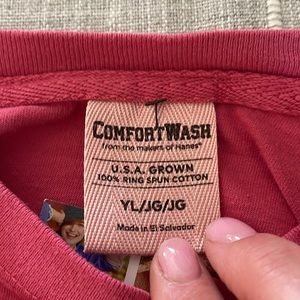 COMFORTWASH
from the makers of Hanes®
U.S.A. GROWN
100% RING SPUN COTTON
YL/JG/JG
Made in El Salvador